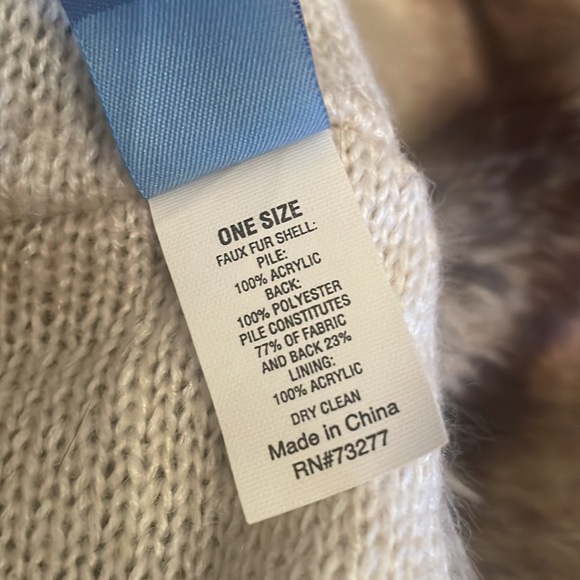 ONE SIZE
FAUX FUR SHELL:
PILE:
100% ACRYLIC
BACK:
100% POLYESTER
PILE CONSTITUTES
77% OF FABRIC
AND BACK 23%
LINING:
100% ACRYLIC
DRY CLEAN
Made in China
RN#73277